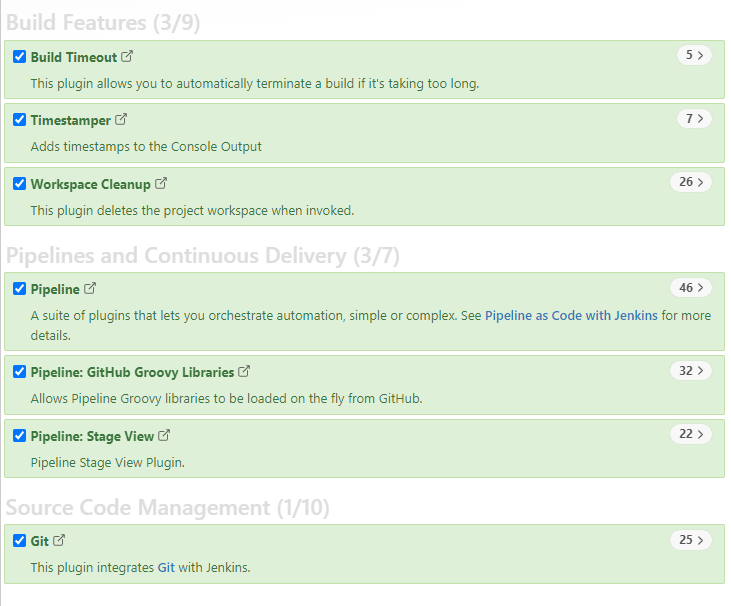 Build Features (3/9)
Build Timeout 5
This plugin allows you to automatically terminate a build if it's taking too long.
Timestamper 7
Adds timestamps to the Console Output
Workspace Cleanup 26
This plugin deletes the project workspace when invoked.
Pipelines and Continuous Delivery (3/7)
Pipeline 46
A suite of plugins that lets you orchestrate automation, simple or complex. See Pipeline as Code with Jenkins for more
details.
Pipeline: GitHub Groovy Libraries 32
Allows Pipeline Groovy libraries to be loaded on the fly from GitHub.
Pipeline: Stage View 22
Pipeline Stage View Plugin.
Source Code Management (1/10)
Git 25
This plugin integrates Git with Jenkins.